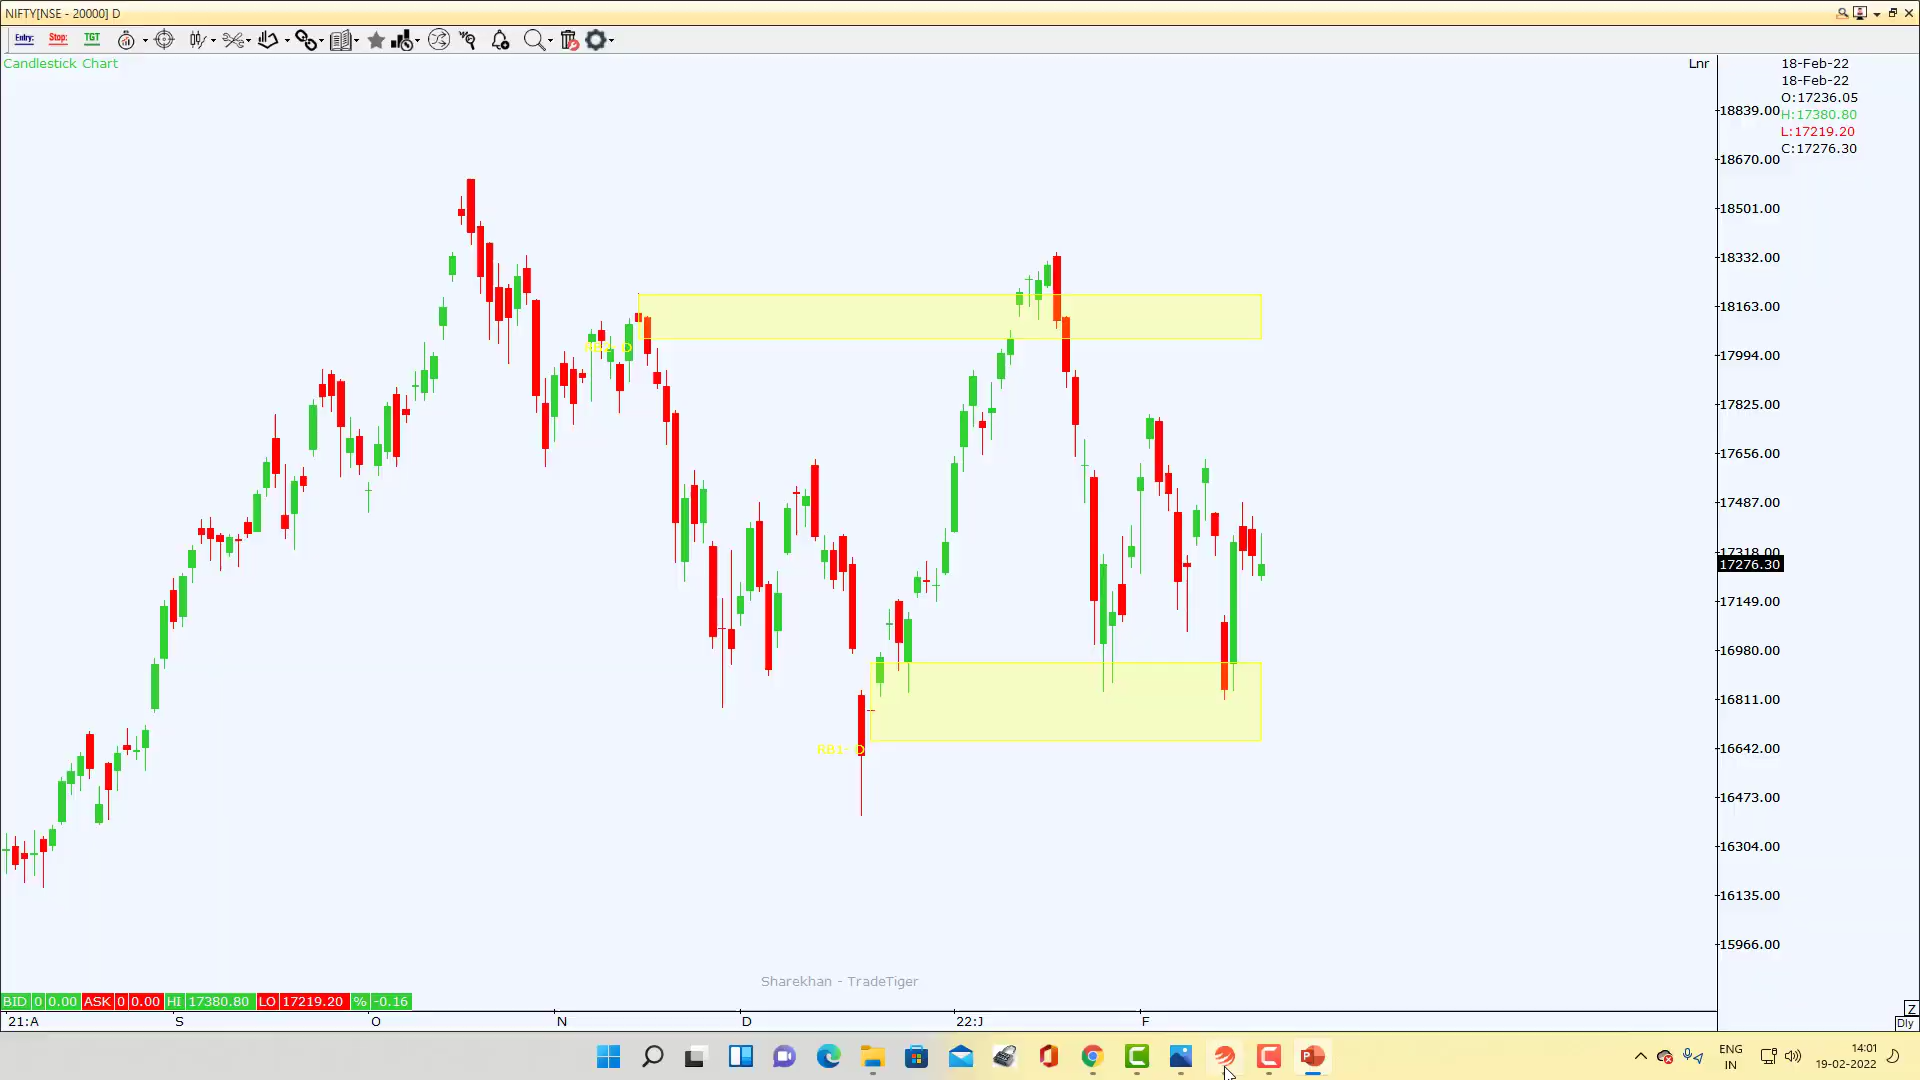 NIFTY[NSE - 20000] D
Entry: Stop: TGT
Candlestick Chart
Lnr
18-Feb-22
18-Feb-22
O:17236.05
H:17380.80
L:17219.20
C:17276.30
18839.00
18670.00
18501.00
18332.00
18163.00
17994.00
17825.00
17656.00
17487.00
17318.00
17276.30
17149.00
16980.00
16811.00
16642.00
16473.00
16304.00
16135.00
15966.00
RB1: D
Sharekhan - TradeTiger
BID 0 0.00 ASK 0 0.00 HI 17380.80 LO 17219.20 % -0.16
Z
21:A S O N D 22:J F
Dly
ENG
IN
14:01
19-02-2022